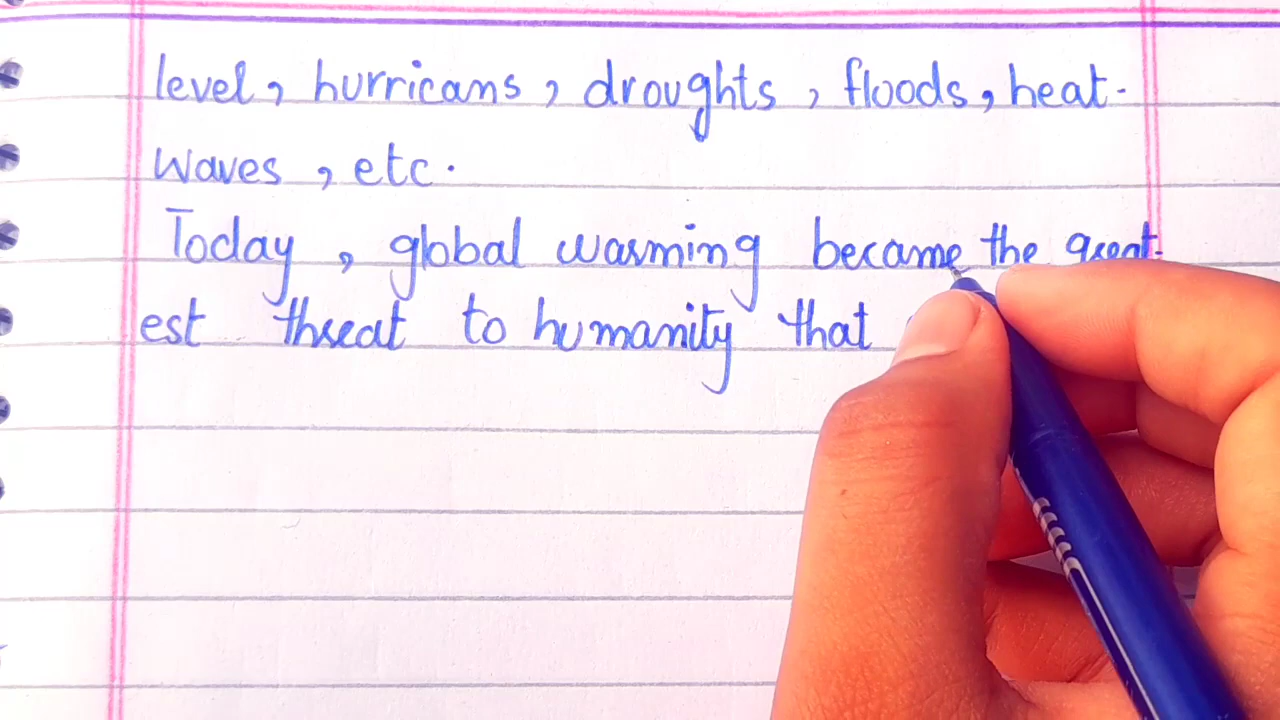 level, hurricans, droughts, floods, heat-
waves, etc.
Today, global warming became the great-
est threat to humanity that